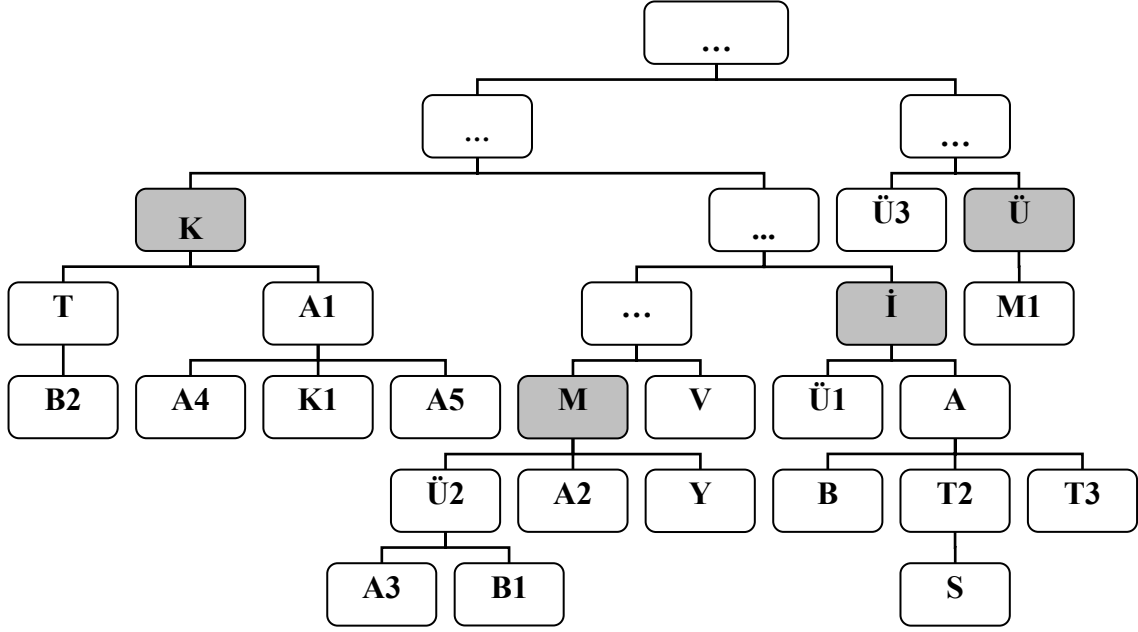 …
… …
K ... Ü3 Ü
T A1 … İ M1
B2 A4 K1 A5 M V Ü1 A
Ü2 A2 Y B T2 T3
A3 B1 S